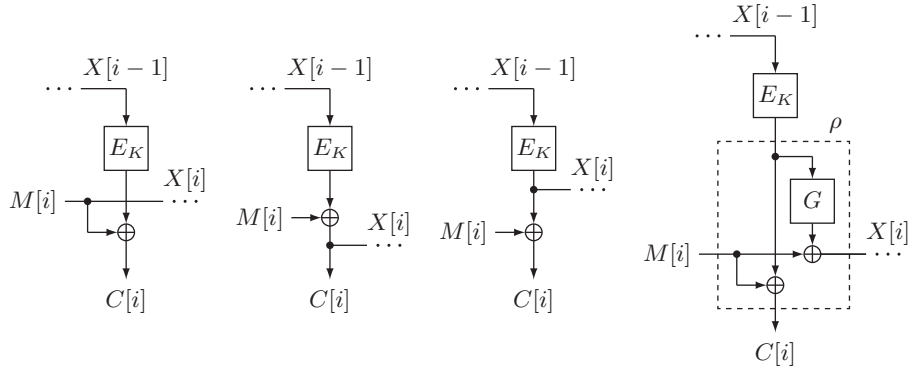 ··· X[i − 1]
E_K
M[i] X[i] ···
C[i]
··· X[i − 1]
E_K
M[i]
X[i] ···
C[i]
··· X[i − 1]
E_K
X[i] ···
M[i]
C[i]
··· X[i − 1]
E_K
ρ
G
M[i] X[i] ···
C[i]